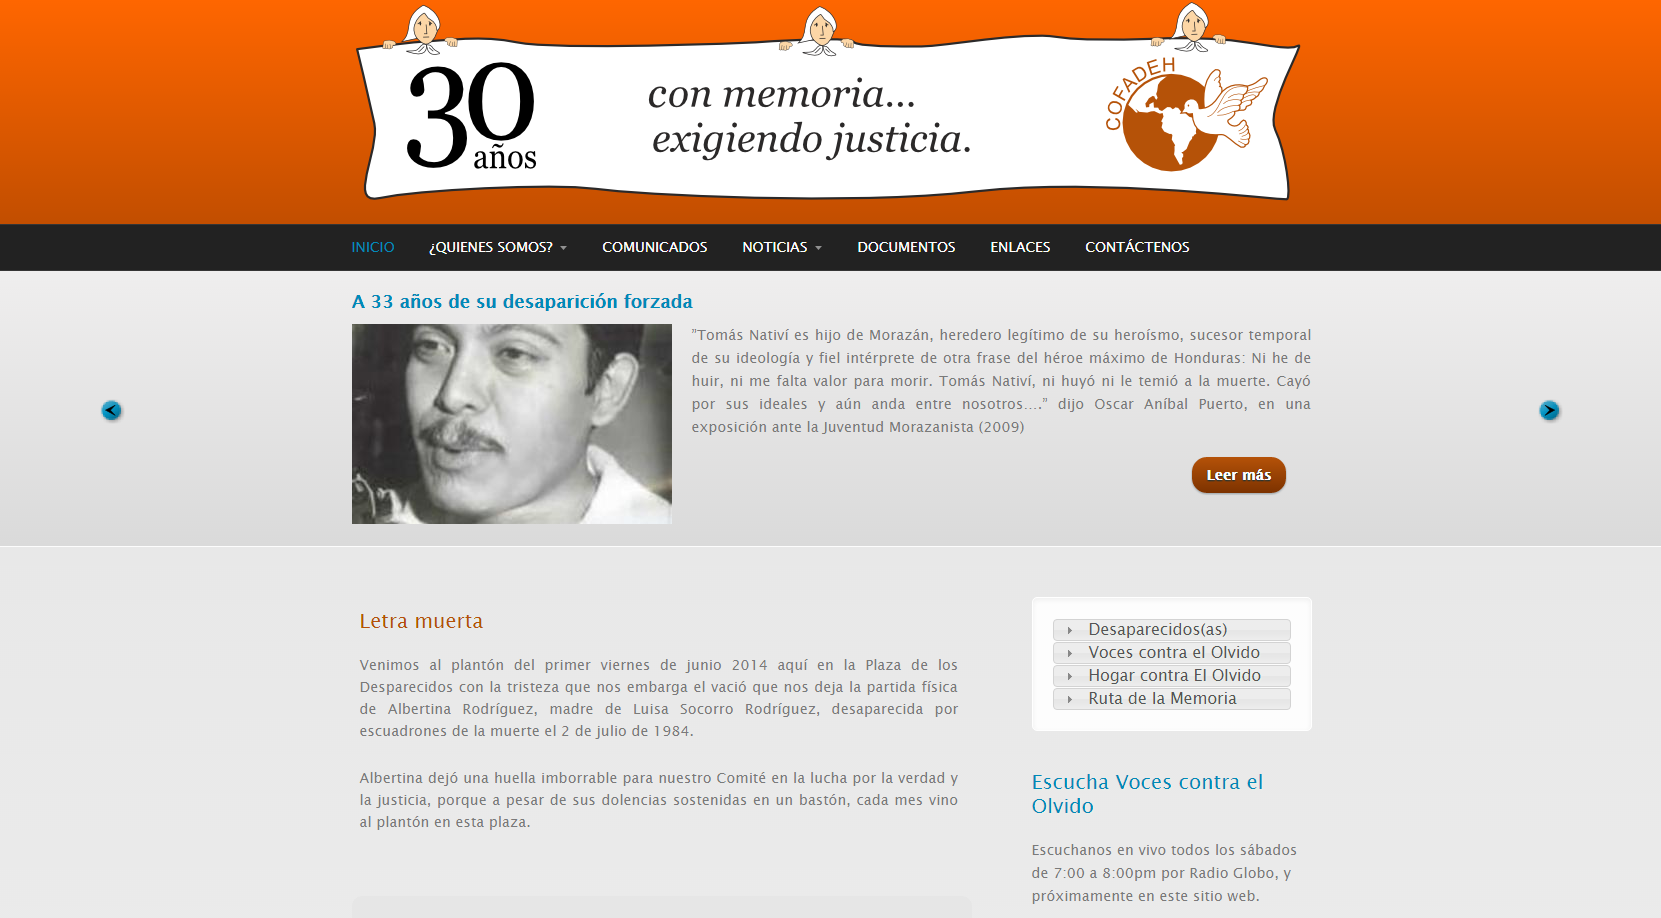 30
años
con memoria...
exigiendo justicia.
COFADEH
INICIO ¿QUIENES SOMOS? COMUNICADOS NOTICIAS DOCUMENTOS ENLACES CONTÁCTENOS
A 33 años de su desaparición forzada
"Tomás Nativí es hijo de Morazán, heredero legítimo de su heroísmo, sucesor temporal
de su ideología y fiel intérprete de otra frase del héroe máximo de Honduras: Ni he de
huir, ni me falta valor para morir. Tomás Nativí, ni huyó ni le temió a la muerte. Cayó
por sus ideales y aún anda entre nosotros...." dijo Oscar Aníbal Puerto, en una
exposición ante la Juventud Morazanista (2009)
Leer más
Letra muerta
Venimos al plantón del primer viernes de junio 2014 aquí en la Plaza de los
Desparecidos con la tristeza que nos embarga el vació que nos deja la partida física
de Albertina Rodríguez, madre de Luisa Socorro Rodríguez, desaparecida por
escuadrones de la muerte el 2 de julio de 1984.
Albertina dejó una huella imborrable para nuestro Comité en la lucha por la verdad y
la justicia, porque a pesar de sus dolencias sostenidas en un bastón, cada mes vino
al plantón en esta plaza.
Desaparecidos(as)
Voces contra el Olvido
Hogar contra El Olvido
Ruta de la Memoria
Escucha Voces contra el
Olvido
Escuchanos en vivo todos los sábados
de 7:00 a 8:00pm por Radio Globo, y
próximamente en este sitio web.